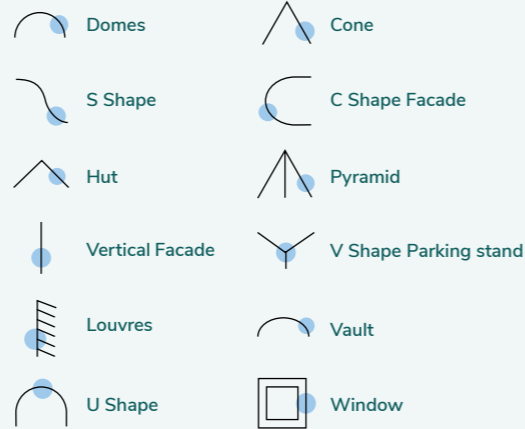 Domes
Cone
S Shape
C Shape Facade
Hut
Pyramid
Vertical Facade
V Shape Parking stand
Louvres
Vault
U Shape
Window